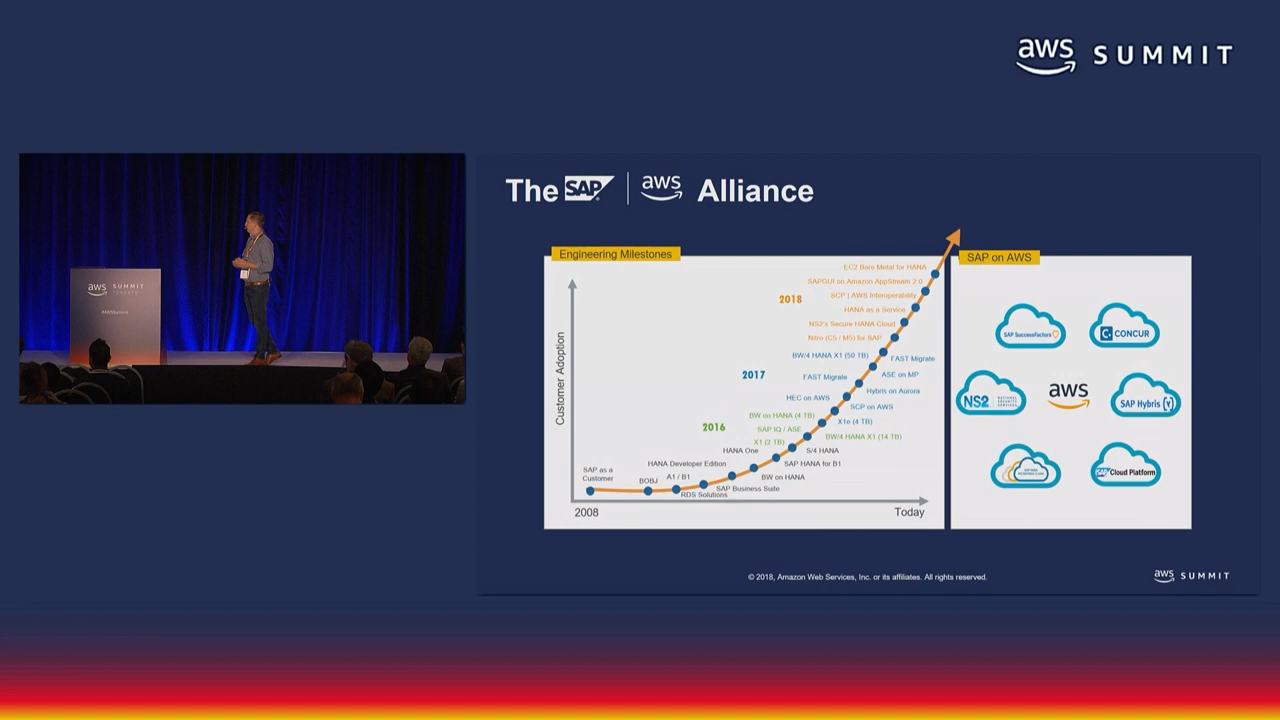 aws SUMMIT
aws SUMMIT
TORONTO
The SAP | aws Alliance
Engineering Milestones
Customer Adoption
EC2 Bare Metal for HANA
SAPGUI on Amazon AppStream 2.0
2018
SCP | AWS Interoperability
HANA as a Service
NS2's Secure HANA Cloud
Nitro (C5 / M5) for SAP
BW/4 HANA X1 (50 TB)
FAST Migrate
2017
FAST Migrate
ASE on MP
Hybris on Aurora
HEC on AWS
SCP on AWS
BW on HANA (4 TB)
X1e (4 TB)
2016
SAP IQ / ASE
BW/4 HANA X1 (14 TB)
X1 (2 TB)
HANA One
S/4 HANA
HANA Developer Edition
SAP HANA for B1
SAP as a
Customer
BOBJ
A1 / B1
BW on HANA
SAP Business Suite
RDS Solutions
2008
Today
SAP on AWS
SAP SuccessFactors
C. CONCUR
NS2 NATIONAL SECURITY SERVICES
aws
SAP Hybris (Y)
SAP Cloud Platform
© 2018, Amazon Web Services, Inc. or its affiliates. All rights reserved.
aws SUMMIT